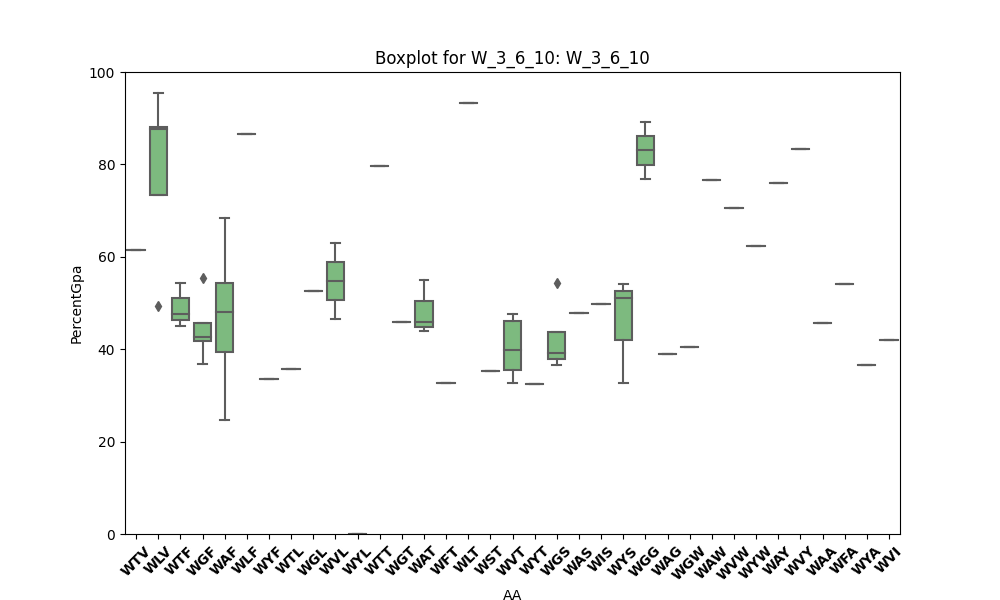 Boxplot for W_3_6_10: W_3_6_10
100
80
60
40
20
0
PercentGpa
WTV WLV WTF WGF WAF WLF WYF WTL WGL WVL WYL WTT WGT WAT WFT WLT WST WVT WYT WGS WAS WIS WYS WGG WAG WGW WAW WVW WYW WAY WVY WAA WFA WYA WVI
AA